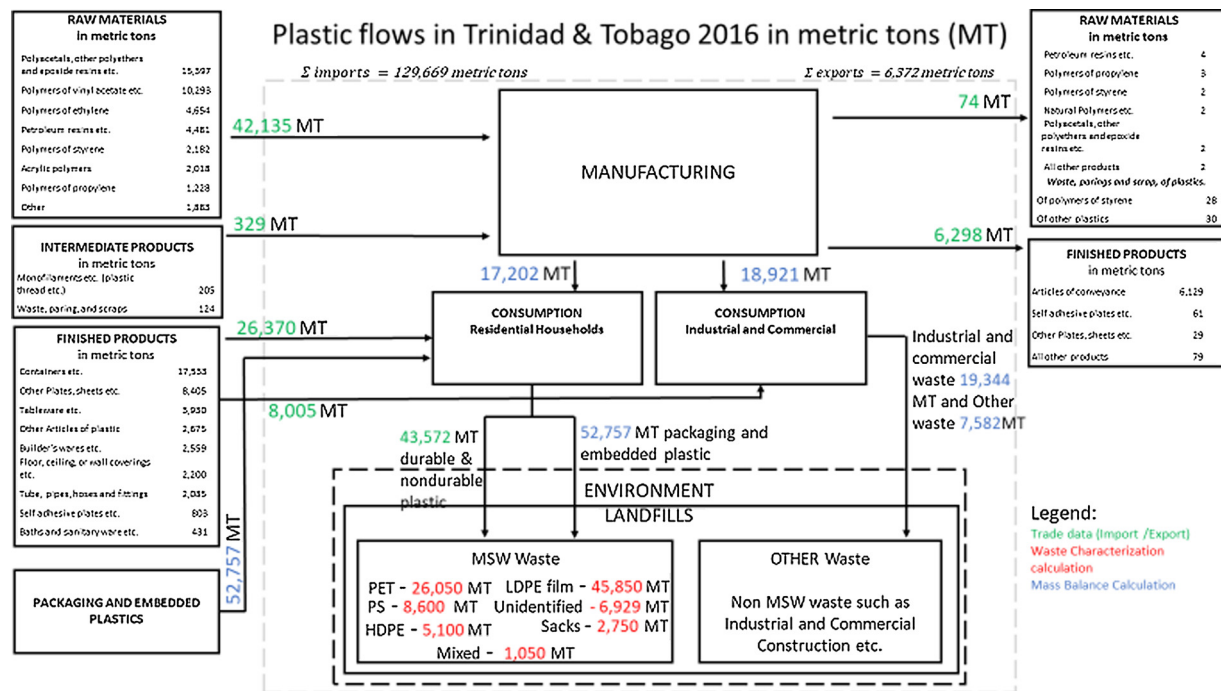 Plastic flows in Trinidad & Tobago 2016 in metric tons (MT)
Σ imports = 129,669 metric tons
Σ exports = 6,372 metric tons
RAW MATERIALS
in metric tons
Polyacetals, other polyethers
and epoxide resins etc. 15,397
Polymers of vinyl acetate etc. 10,293
Polymers of ethylene 4,654
Petroleum resins etc. 4,481
Polymers of styrene 2,182
Acrylic polymers 2,018
Polymers of propylene 1,228
Other 1,883
INTERMEDIATE PRODUCTS
in metric tons
Monofilaments etc. (plastic
thread etc.) 205
Waste, paring, and scraps 124
FINISHED PRODUCTS
in metric tons
Containers etc. 17,333
Other Plates, sheets etc. 8,405
Tableware etc. 3,930
Other Articles of plastic 2,675
Builder's wares etc. 2,559
Floor, ceiling, or wall coverings
etc. 2,200
Tube, pipes, hoses and fittings 2,035
Self adhesive plates etc. 803
Baths and sanitary ware etc. 431
PACKAGING AND EMBEDDED
PLASTICS
42,135 MT
329 MT
26,370 MT
8,005 MT
52,757 MT
MANUFACTURING
17,202 MT
18,921 MT
CONSUMPTION
Residential Households
CONSUMPTION
Industrial and Commercial
74 MT
6,298 MT
43,572 MT
durable &
nondurable
plastic
52,757 MT packaging and
embedded plastic
Industrial and
commercial
waste 19,344
MT and Other
waste 7,582MT
ENVIRONMENT
LANDFILLS
MSW Waste
PET - 26,050 MT LDPE film - 45,850 MT
PS - 8,600 MT Unidentified - 6,929 MT
HDPE - 5,100 MT Sacks - 2,750 MT
Mixed - 1,050 MT
OTHER Waste
Non MSW waste such as
Industrial and Commercial
Construction etc.
RAW MATERIALS
in metric tons
Petroleum resins etc. 4
Polymers of propylene 3
Polymers of styrene 2
Natural Polymers etc. 2
Polyacetals, other
polyethers and epoxide
resins etc. 2
All other products 2
Waste, parings and scrap, of plastics.
Of polymers of styrene 28
Of other plastics 30
FINISHED PRODUCTS
in metric tons
Articles of conveyance 6,129
Self adhesive plates etc. 61
Other Plates, sheets etc. 29
All other products 79
Legend:
Trade data (Import /Export)
Waste Characterization
calculation
Mass Balance Calculation